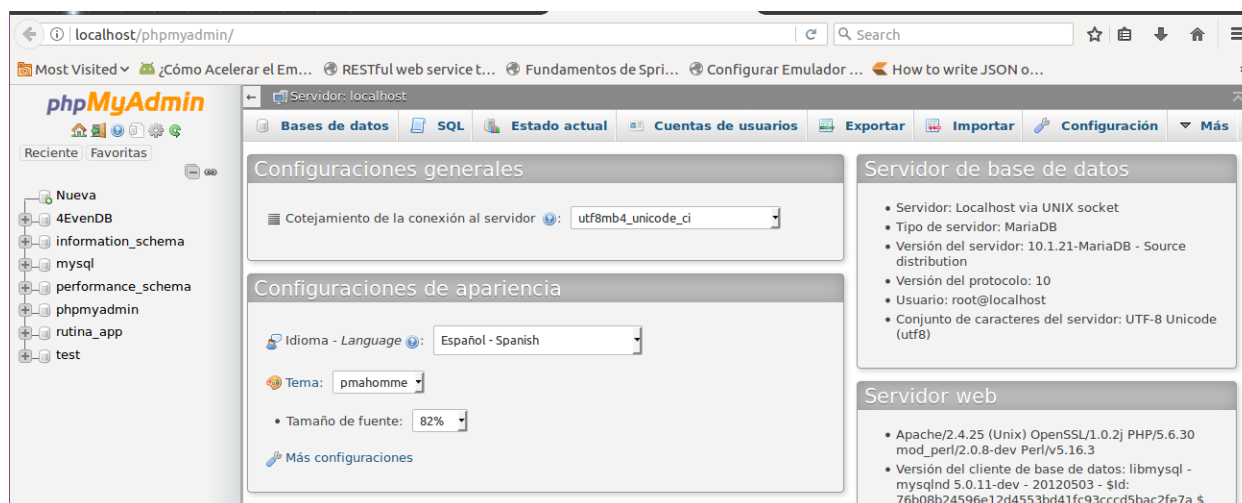 localhost/phpmyadmin/
Search
Most Visited
¿Cómo Acelerar el Em...
RESTful web service t...
Fundamentos de Spri...
Configurar Emulador ...
How to write JSON o...
phpMyAdmin
Reciente
Favoritas
Nueva
4EvenDB
information_schema
mysql
performance_schema
phpmyadmin
rutina_app
test
Servidor: localhost
Bases de datos
SQL
Estado actual
Cuentas de usuarios
Exportar
Importar
Configuración
Más
Configuraciones generales
Cotejamiento de la conexión al servidor : utf8mb4_unicode_ci
Configuraciones de apariencia
Idioma - Language : Español - Spanish
Tema: pmahomme
Tamaño de fuente: 82%
Más configuraciones
Servidor de base de datos
Servidor: Localhost via UNIX socket
Tipo de servidor: MariaDB
Versión del servidor: 10.1.21-MariaDB - Source
distribution
Versión del protocolo: 10
Usuario: root@localhost
Conjunto de caracteres del servidor: UTF-8 Unicode
(utf8)
Servidor web
Apache/2.4.25 (Unix) OpenSSL/1.0.2j PHP/5.6.30
mod_perl/2.0.8-dev Perl/v5.16.3
Versión del cliente de base de datos: libmysql -
mysqlnd 5.0.11-dev - 20120503 - $Id:
76b08b24596e12d4553bd41fc93cccd5bac2fe7a $